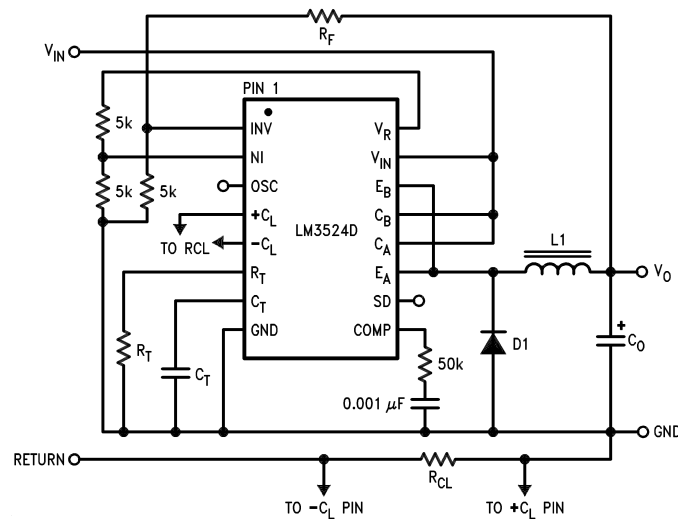 R_F
V_IN
PIN 1
5k
INV
V_R
NI
V_IN
5k
5k
OSC
E_B
+C_L
C_B
LM3524D
L1
TO RCL
-C_L
C_A
R_T
E_A
V_O
C_T
SD
GND
COMP
+
R_T
C_T
50k
D1
C_O
0.001 μF
GND
RETURN
R_CL
TO -C_L PIN
TO +C_L PIN